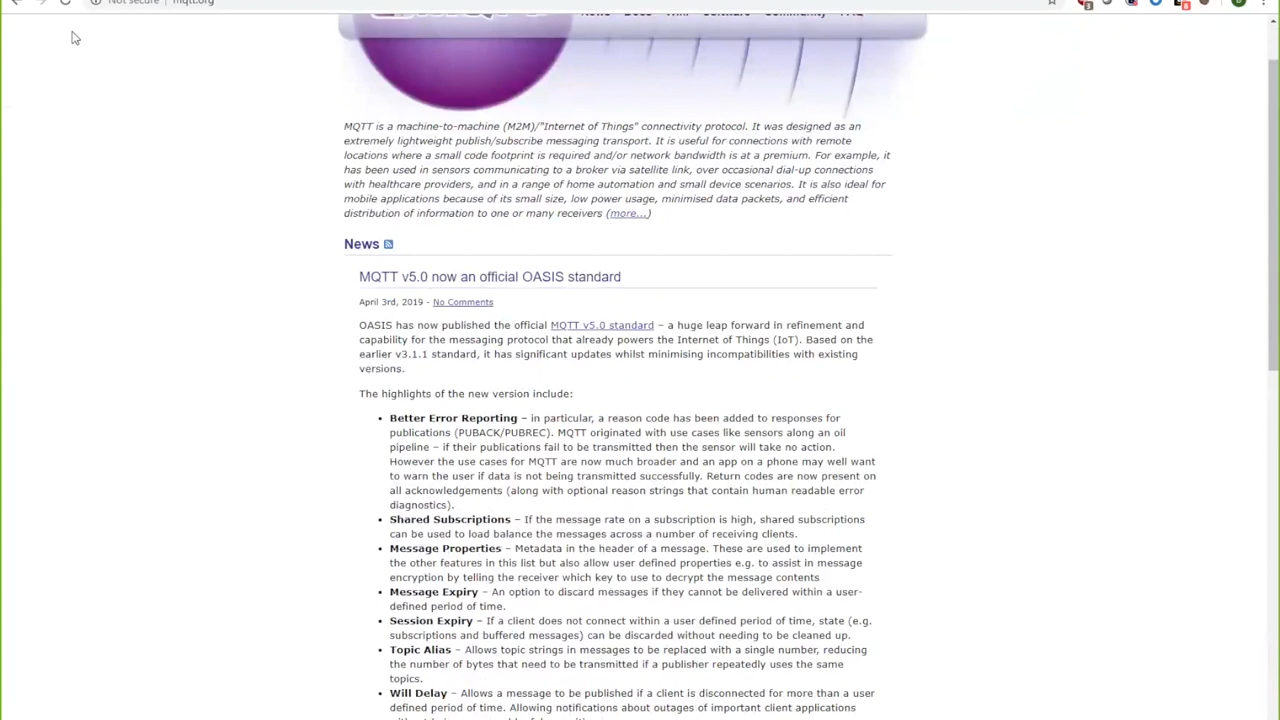 Not secure | mqtt.org
News Docs Wiki Software Community FAQ
MQTT is a machine-to-machine (M2M)/"Internet of Things" connectivity protocol. It was designed as an
extremely lightweight publish/subscribe messaging transport. It is useful for connections with remote
locations where a small code footprint is required and/or network bandwidth is at a premium. For example, it
has been used in sensors communicating to a broker via satellite link, over occasional dial-up connections
with healthcare providers, and in a range of home automation and small device scenarios. It is also ideal for
mobile applications because of its small size, low power usage, minimised data packets, and efficient
distribution of information to one or many receivers (more...)
News
MQTT v5.0 now an official OASIS standard
April 3rd, 2019 - No Comments
OASIS has now published the official MQTT v5.0 standard – a huge leap forward in refinement and
capability for the messaging protocol that already powers the Internet of Things (IoT). Based on the
earlier v3.1.1 standard, it has significant updates whilst minimising incompatibilities with existing
versions.
The highlights of the new version include:
• Better Error Reporting – in particular, a reason code has been added to responses for
publications (PUBACK/PUBREC). MQTT originated with use cases like sensors along an oil
pipeline – if their publications fail to be transmitted then the sensor will take no action.
However the use cases for MQTT are now much broader and an app on a phone may well want
to warn the user if data is not being transmitted successfully. Return codes are now present on
all acknowledgements (along with optional reason strings that contain human readable error
diagnostics).
• Shared Subscriptions – If the message rate on a subscription is high, shared subscriptions
can be used to load balance the messages across a number of receiving clients.
• Message Properties – Metadata in the header of a message. These are used to implement
the other features in this list but also allow user defined properties e.g. to assist in message
encryption by telling the receiver which key to use to decrypt the message contents
• Message Expiry – An option to discard messages if they cannot be delivered within a user-
defined period of time.
• Session Expiry – If a client does not connect within a user defined period of time, state (e.g.
subscriptions and buffered messages) can be discarded without needing to be cleaned up.
• Topic Alias – Allows topic strings in messages to be replaced with a single number, reducing
the number of bytes that need to be transmitted if a publisher repeatedly uses the same
topics.
• Will Delay – Allows a message to be published if a client is disconnected for more than a user
defined period of time. Allowing notifications about outages of important client applications